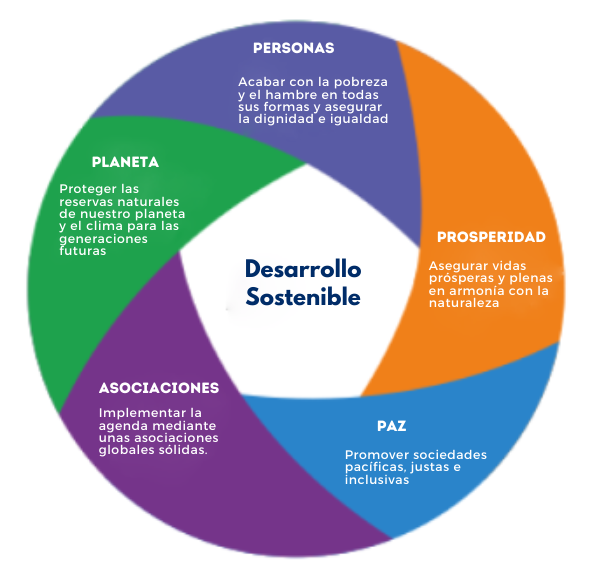 PERSONAS
Acabar con la pobreza
y el hambre en todas
sus formas y asegurar
la dignidad e igualdad
PLANETA
Proteger las
reservas naturales
de nuestro planeta
y el clima para las
generaciones
futuras
PROSPERIDAD
Asegurar vidas
prósperas y plenas
en armonía con la
naturaleza
Desarrollo
Sostenible
ASOCIACIONES
Implementar la
agenda mediante
unas asociaciones
globales sólidas.
PAZ
Promover sociedades
pacíficas, justas e
inclusivas